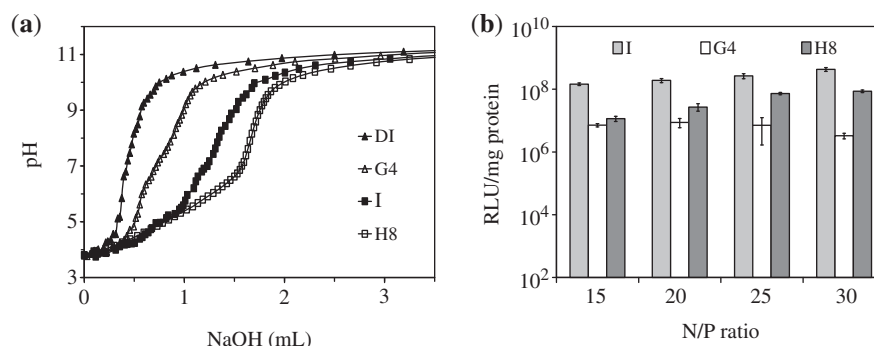 (a)
11
9
7
5
3
pH
DI
G4
I
H8
0
1
2
3
NaOH (mL)
(b)
10^10
10^8
10^6
10^4
10^2
RLU/mg protein
I
G4
H8
15
20
25
30
N/P ratio